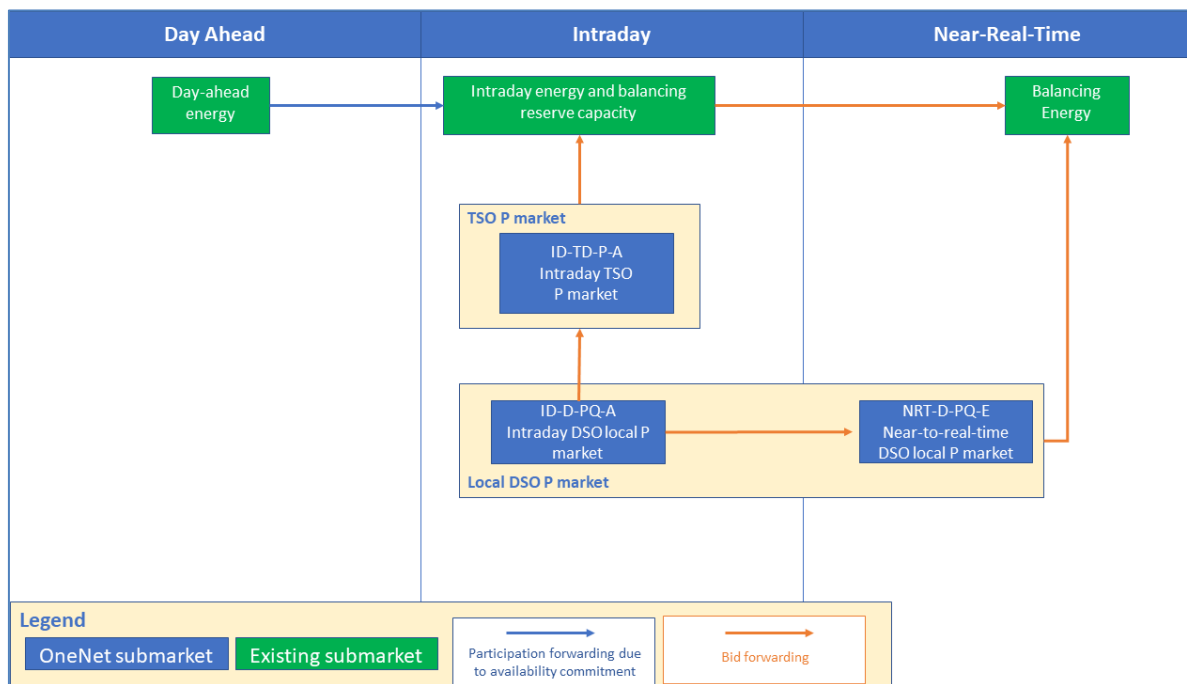 Day Ahead
Intraday
Near-Real-Time
Day-ahead
energy
Intraday energy and balancing
reserve capacity
Balancing
Energy
TSO P market
ID-TD-P-A
Intraday TSO
P market
ID-D-PQ-A
Intraday DSO local P
market
NRT-D-PQ-E
Near-to-real-time
DSO local P market
Local DSO P market
Legend
OneNet submarket
Existing submarket
Participation forwarding due
to availability commitment
Bid forwarding